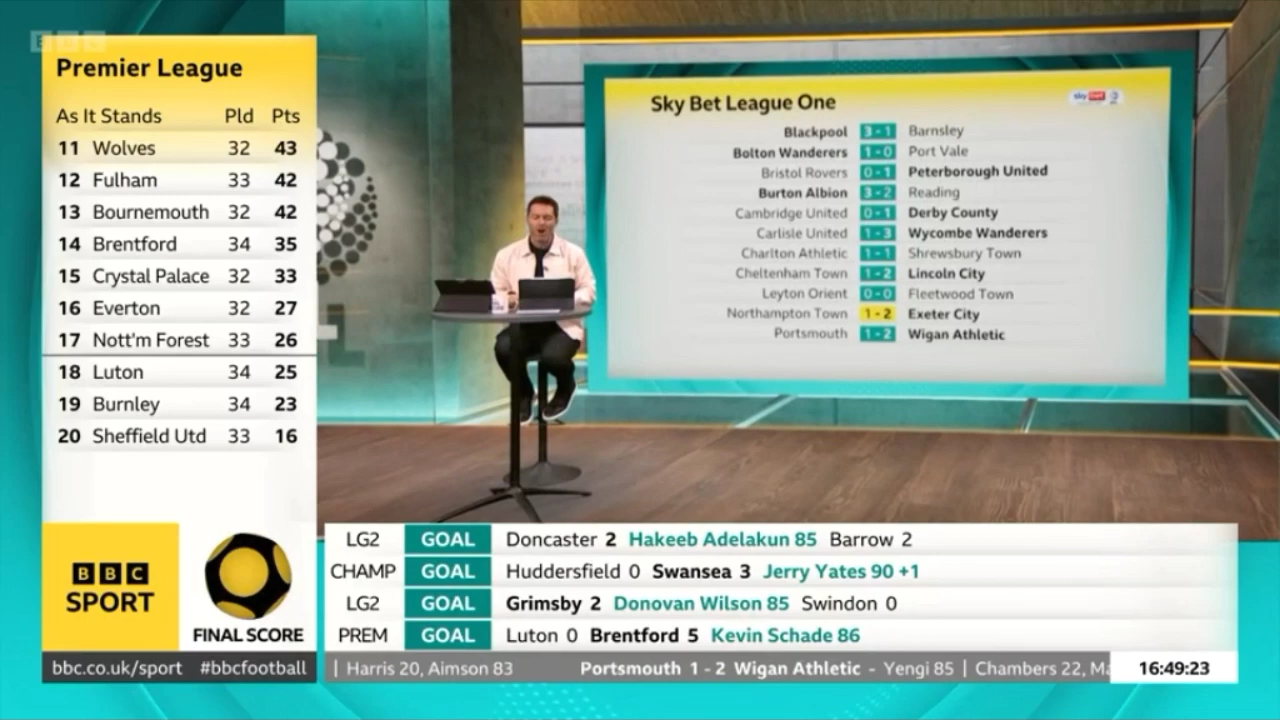 BBC
Premier League
As It Stands Pld Pts
11 Wolves 32 43
12 Fulham 33 42
13 Bournemouth 32 42
14 Brentford 34 35
15 Crystal Palace 32 33
16 Everton 32 27
17 Nott'm Forest 33 26
18 Luton 34 25
19 Burnley 34 23
20 Sheffield Utd 33 16
Sky Bet League One
sky bet
Blackpool 3 - 1 Barnsley
Bolton Wanderers 1 - 0 Port Vale
Bristol Rovers 0 - 1 Peterborough United
Burton Albion 3 - 2 Reading
Cambridge United 0 - 1 Derby County
Carlisle United 1 - 3 Wycombe Wanderers
Charlton Athletic 1 - 1 Shrewsbury Town
Cheltenham Town 1 - 2 Lincoln City
Leyton Orient 0 - 0 Fleetwood Town
Northampton Town 1 - 2 Exeter City
Portsmouth 1 - 2 Wigan Athletic
BBC
SPORT
FINAL SCORE
LG2 GOAL Doncaster 2 Hakeeb Adelakun 85 Barrow 2
CHAMP GOAL Huddersfield 0 Swansea 3 Jerry Yates 90 +1
LG2 GOAL Grimsby 2 Donovan Wilson 85 Swindon 0
PREM GOAL Luton 0 Brentford 5 Kevin Schade 86
bbc.co.uk/sport #bbcfootball
| Harris 20, Aimson 83 Portsmouth 1 - 2 Wigan Athletic - Yengi 85 | Chambers 22, Ma 16:49:23